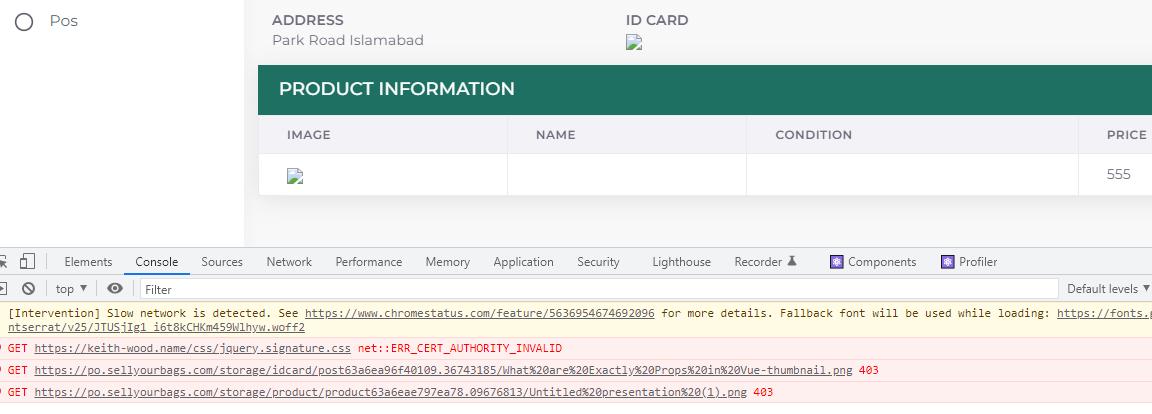 Pos
ADDRESS ID CARD
Park Road Islamabad
PRODUCT INFORMATION
IMAGE NAME CONDITION PRICE
555
Elements Console Sources Network Performance Memory Application Security Lighthouse Recorder Components Profiler
top ▼ Filter Default levels ▼
[Intervention] Slow network is detected. See https://www.chromestatus.com/feature/5636954674692096 for more details. Fallback font will be used while loading: https://fonts.g
ntserrat/v25/JTUSjIg1_i6t8kCHKm459Wlhyw.woff2
GET https://keith-wood.name/css/jquery.signature.css net::ERR_CERT_AUTHORITY_INVALID
GET https://po.sellyourbags.com/storage/idcard/post63a6ea96f40109.36743185/What%20are%20Exactly%20Props%20in%20Vue-thumbnail.png 403
GET https://po.sellyourbags.com/storage/product/product63a6eae797ea78.09676813/Untitled%20presentation%20(1).png 403